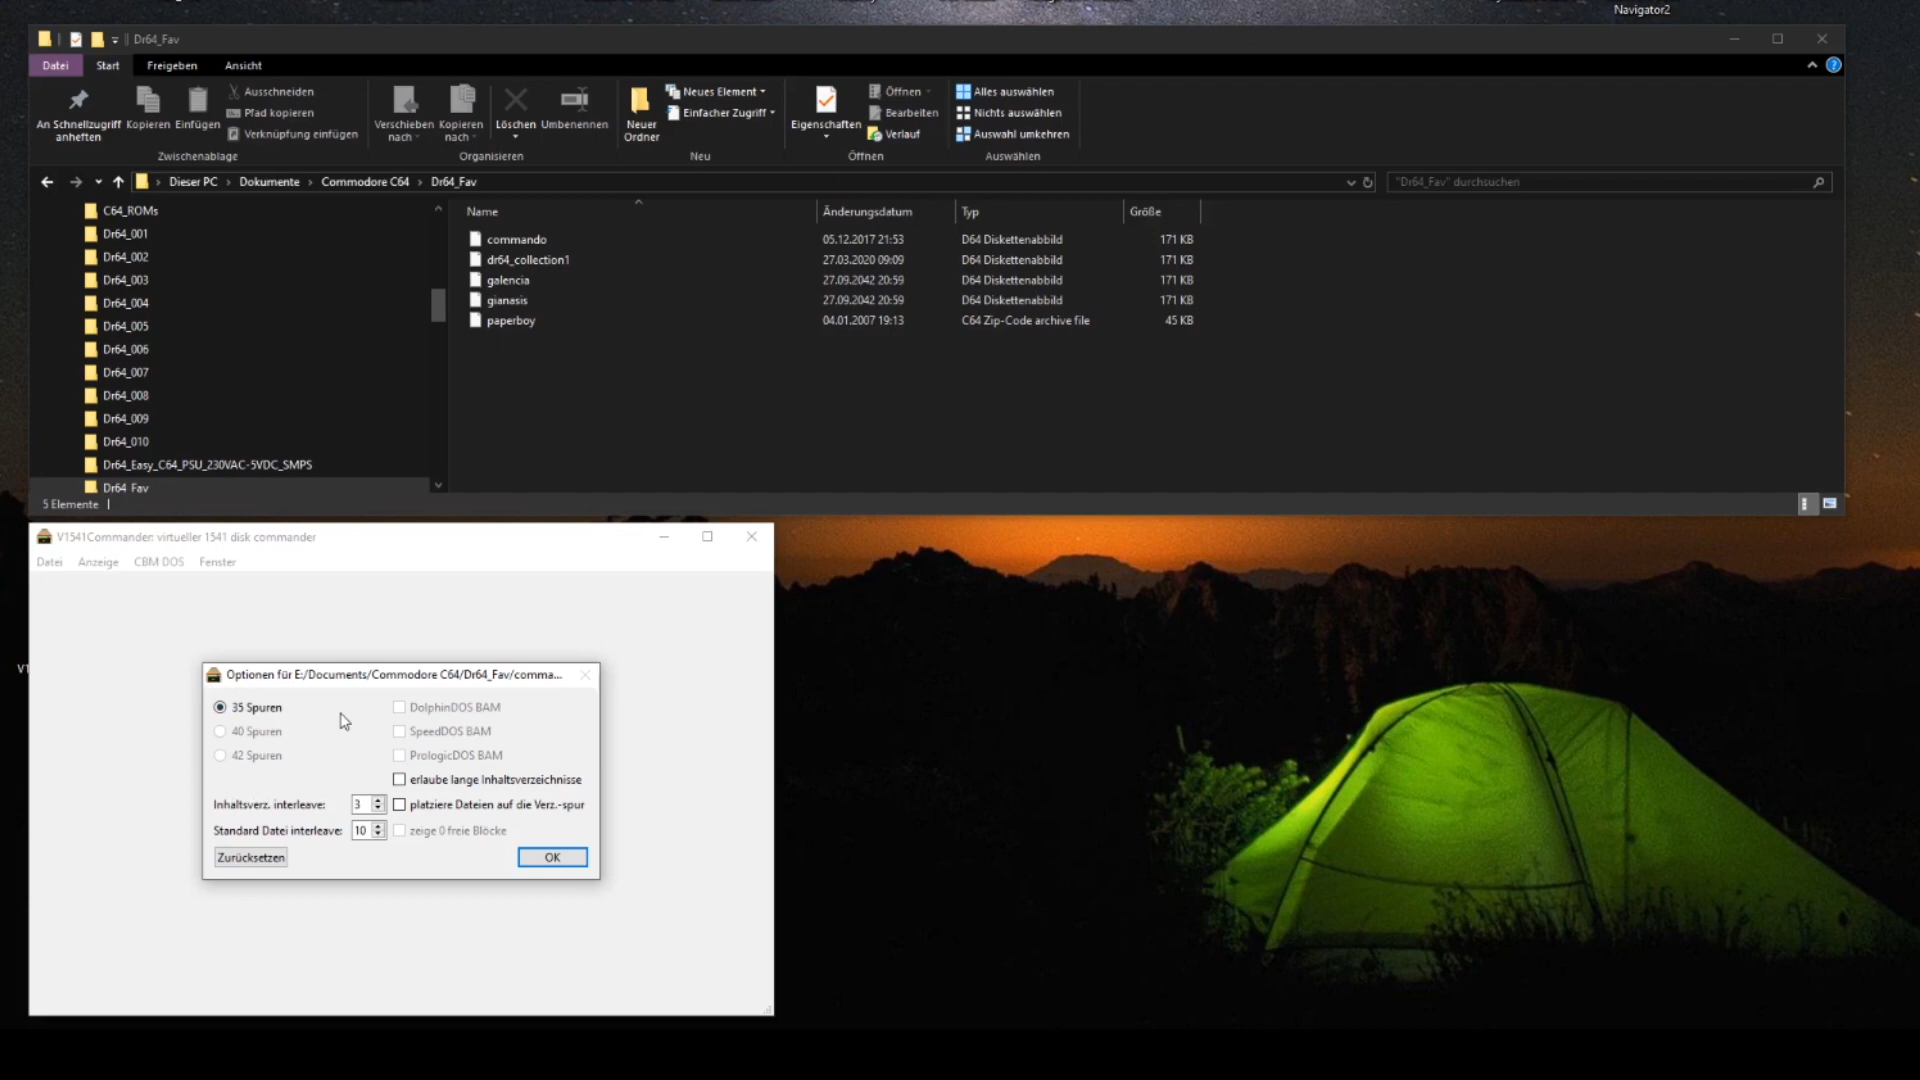 Navigator2
Dr64_Fav
Datei
Start
Freigeben
Ansicht
An Schnellzugriff anheften
Kopieren
Einfügen
Ausschneiden
Pfad kopieren
Verknüpfung einfügen
Zwischenablage
Verschieben nach
Kopieren nach
Löschen
Umbenennen
Organisieren
Neuer Ordner
Neues Element
Einfacher Zugriff
Neu
Eigenschaften
Öffnen
Bearbeiten
Verlauf
Öffnen
Alles auswählen
Nichts auswählen
Auswahl umkehren
Auswählen
Dieser PC > Dokumente > Commodore C64 > Dr64_Fav
"Dr64_Fav" durchsuchen
C64_ROMs
Dr64_001
Dr64_002
Dr64_003
Dr64_004
Dr64_005
Dr64_006
Dr64_007
Dr64_008
Dr64_009
Dr64_010
Dr64_Easy_C64_PSU_230VAC-5VDC_SMPS
Dr64_Fav
Name Änderungsdatum Typ Größe
commando 05.12.2017 21:53 D64 Diskettenabbild 171 KB
dr64_collection1 27.03.2020 09:09 D64 Diskettenabbild 171 KB
galencia 27.09.2042 20:59 D64 Diskettenabbild 171 KB
gianasis 27.09.2042 20:59 D64 Diskettenabbild 171 KB
paperboy 04.01.2007 19:13 C64 Zip-Code archive file 45 KB
5 Elemente
V1541Commander: virtueller 1541 disk commander
Datei Anzeige CBM DOS Fenster
V1
Optionen für E:/Documents/Commodore C64/Dr64_Fav/comma...
35 Spuren
DolphinDOS BAM
40 Spuren
SpeedDOS BAM
42 Spuren
PrologicDOS BAM
erlaube lange Inhaltsverzeichnisse
Inhaltsverz. interleave: 3
platziere Dateien auf die Verz.-spur
Standard Datei interleave: 10
zeige 0 freie Blöcke
Zurücksetzen
OK